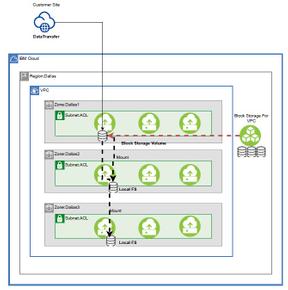 Customer Site
DataTransfer
IBM Cloud
Region:Dallas
VPC
Zone:Dallas1
Subnet:ACL
Block Storage For
VPC
Block Storage Volume
Zone:Dallas2
Mount
Subnet:ACL
Local FS
Zone:Dallas3
Mount
Subnet:ACL
Local FS